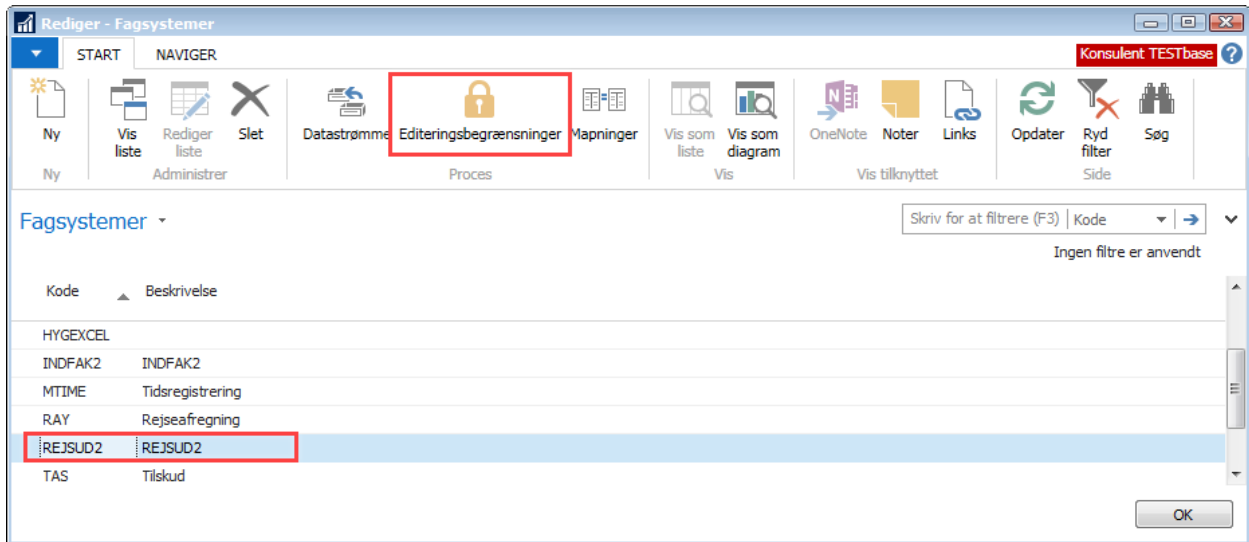 Rediger - Fagsystemer
START NAVIGER Konsulent TESTbase ?
Ny Vis liste Rediger liste Slet Datastrømme Editeringsbegrænsninger Mapninger Vis som liste Vis som diagram OneNote Noter Links Opdater Ryd filter Søg
Ny Administrer Proces Vis Vis tilknyttet Side
Fagsystemer Skriv for at filtrere (F3) Kode
Ingen filtre er anvendt
Kode Beskrivelse
HYGEXCEL
INDFAK2 INDFAK2
MTIME Tidsregistrering
RAY Rejseafregning
REJSUD2 REJSUD2
TAS Tilskud
OK